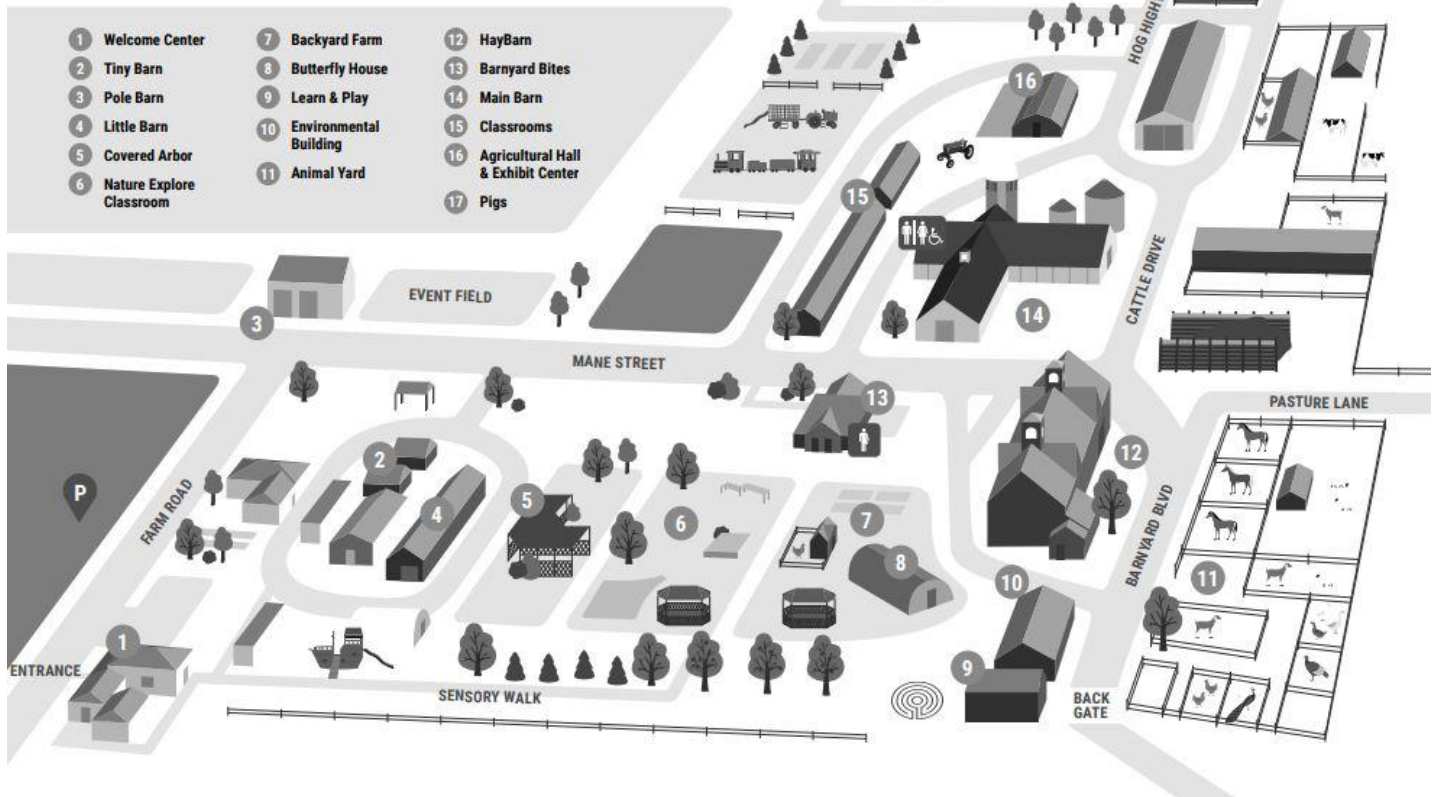 1 Welcome Center
2 Tiny Barn
3 Pole Barn
4 Little Barn
5 Covered Arbor
6 Nature Explore
Classroom
7 Backyard Farm
8 Butterfly House
9 Learn & Play
10 Environmental
Building
11 Animal Yard
12 HayBarn
13 Barnyard Bites
14 Main Barn
15 Classrooms
16 Agricultural Hall
& Exhibit Center
17 Pigs
16
15
EVENT FIELD
3
14
CATTLE DRIVE
MANE STREET
PASTURE LANE
13
12
2
P
FARM ROAD
4
5
6
7
8
BARNYARD BLVD
10
11
1
ENTRANCE
9
SENSORY WALK
BACK
GATE